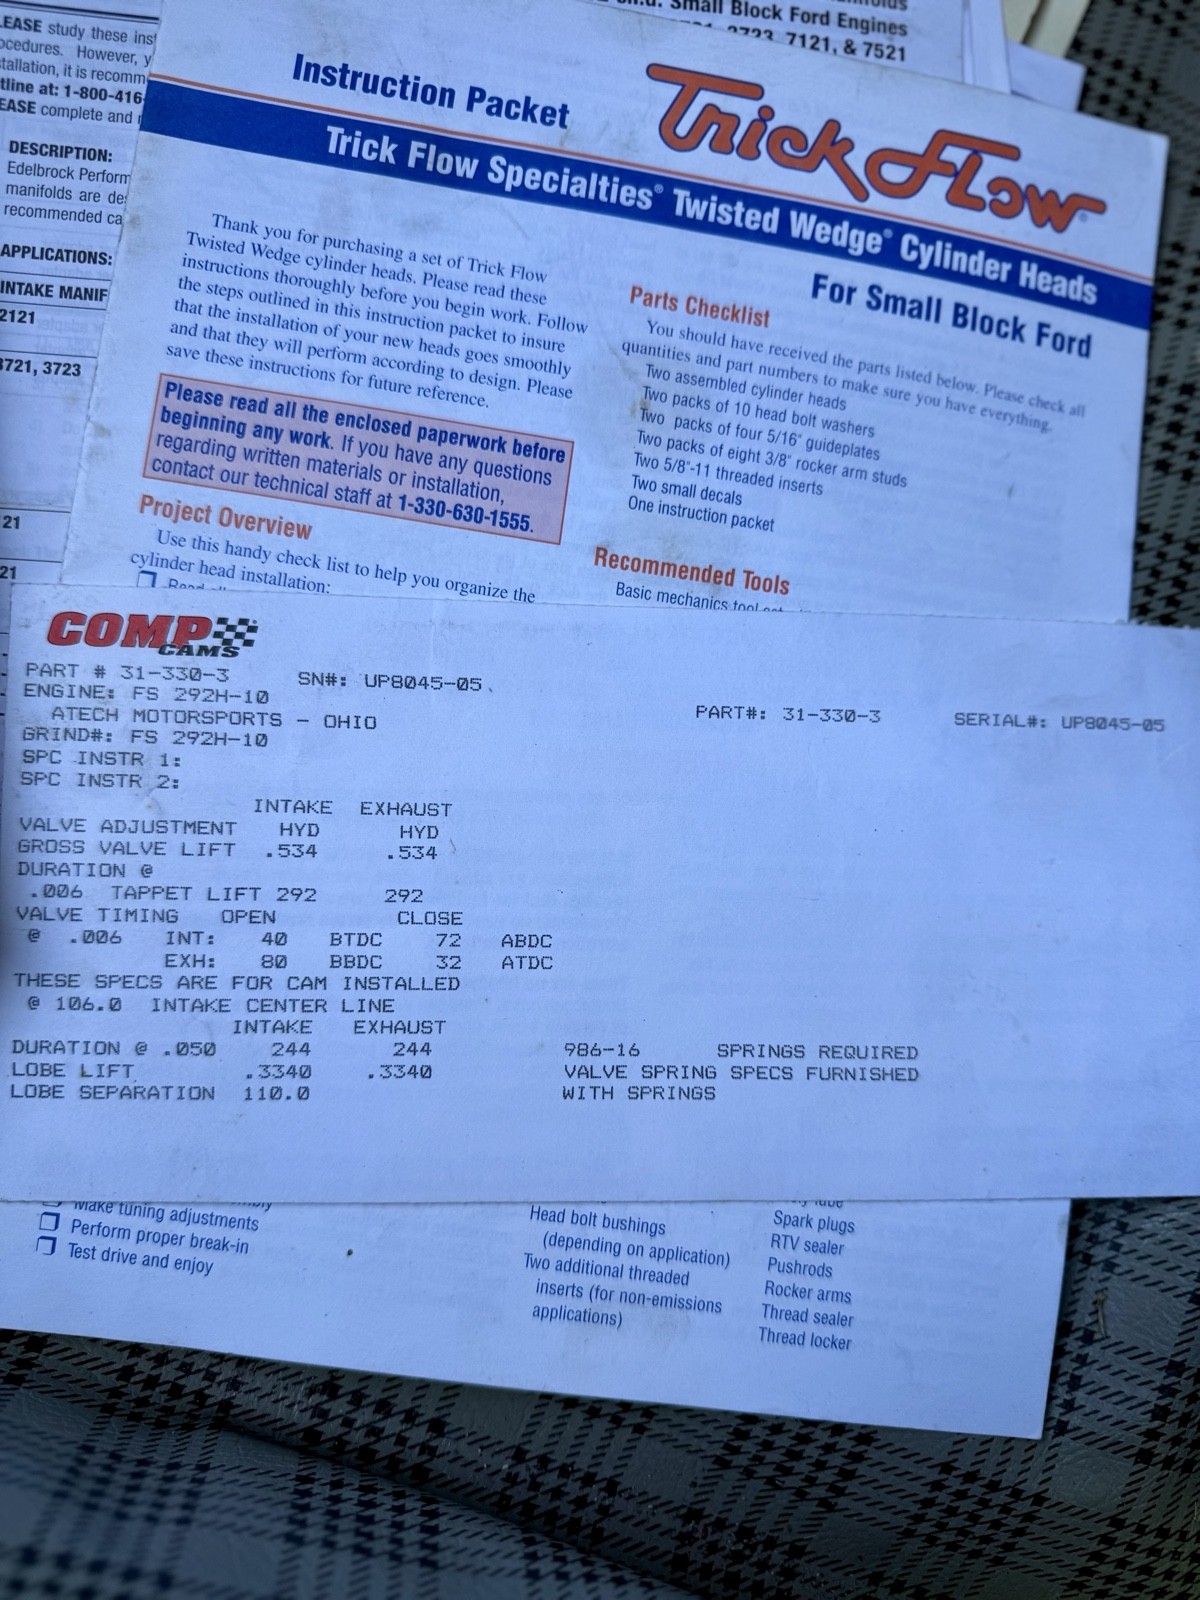 EASE study these ins
ocedures. However, y
tallation, it is recomm
tline at: 1-800-416-
EASE complete and
DESCRIPTION:
Edelbrock Perform
manifolds are de
recommended ca
APPLICATIONS:
INTAKE MANIF
2121
3721, 3723
21
21
Small Block Ford Engines
3723, 7121, & 7521
Instruction Packet
Trick Flow
Trick Flow Specialties® Twisted Wedge® Cylinder Heads
For Small Block Ford
Thank you for purchasing a set of Trick Flow
Twisted Wedge cylinder heads. Please read these
instructions thoroughly before you begin work. Follow
the steps outlined in this instruction packet to insure
that the installation of your new heads goes smoothly
and that they will perform according to design. Please
save these instructions for future reference.
Please read all the enclosed paperwork before
beginning any work. If you have any questions
regarding written materials or installation,
contact our technical staff at 1-330-630-1555.
Project Overview
Use this handy check list to help you organize the
cylinder head installation:
Parts Checklist
You should have received the parts listed below. Please check all
quantities and part numbers to make sure you have everything.
Two assembled cylinder heads
Two packs of 10 head bolt washers
Two packs of four 5/16" guideplates
Two packs of eight 3/8" rocker arm studs
Two 5/8"-11 threaded inserts
Two small decals
One instruction packet
Recommended Tools
Basic mechanics tool set
COMP
CAMS
PART # 31-330-3 SN#: UP8045-05
ENGINE: FS 292H-10
ATECH MOTORSPORTS - OHIO
GRIND#: FS 292H-10
SPC INSTR 1:
SPC INSTR 2:
PART#: 31-330-3 SERIAL#: UP8045-05
INTAKE EXHAUST
VALVE ADJUSTMENT HYD HYD
GROSS VALVE LIFT .534 .534
DURATION @
.006 TAPPET LIFT 292 292
VALVE TIMING OPEN CLOSE
@ .006 INT: 40 BTDC 72 ABDC
EXH: 80 BBDC 32 ATDC
THESE SPECS ARE FOR CAM INSTALLED
@ 106.0 INTAKE CENTER LINE
INTAKE EXHAUST
DURATION @ .050 244 244
LOBE LIFT .3340 .3340
LOBE SEPARATION 110.0
986-16 SPRINGS REQUIRED
VALVE SPRING SPECS FURNISHED
WITH SPRINGS
Make tuning adjustments
Perform proper break-in
Test drive and enjoy
Head bolt bushings
(depending on application)
Two additional threaded
inserts (for non-emissions
applications)
Spark plugs
RTV sealer
Pushrods
Rocker arms
Thread sealer
Thread locker